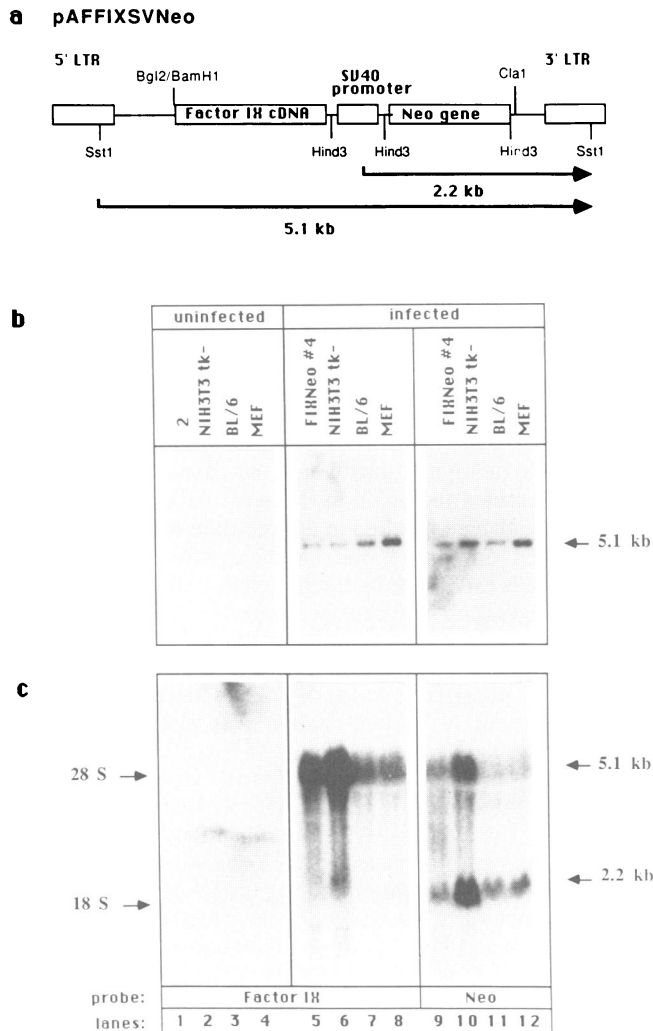 a pAFFIXSVNeo
5' LTR
Bgl2/BamH1
SV40
promoter
Cla1
3' LTR
Factor IX cDNA
Neo gene
Sst1
Hind3
Hind3
Hind3
Sst1
2.2 kb
5.1 kb
b
uninfected infected
2
NIH3T3 tk-
BL/6
MEF
FIXNeo #4
NIH3T3 tk-
BL/6
MEF
FIXNeo #4
NIH3T3 tk-
BL/6
MEF
5.1 kb
c
28 S
18 S
5.1 kb
2.2 kb
probe: Factor IX Neo
lanes: 1 2 3 4 5 6 7 8 9 10 11 12